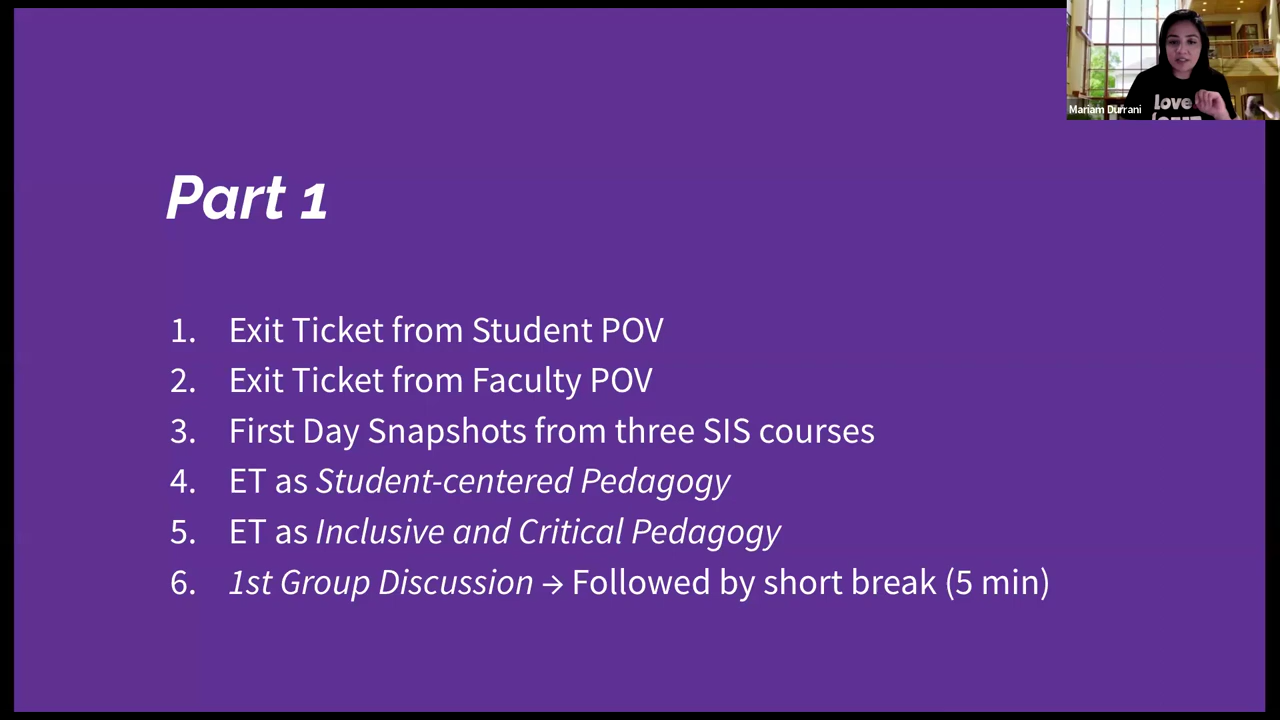 Mariam Durrani
love
Part 1
1. Exit Ticket from Student POV
2. Exit Ticket from Faculty POV
3. First Day Snapshots from three SIS courses
4. ET as Student-centered Pedagogy
5. ET as Inclusive and Critical Pedagogy
6. 1st Group Discussion → Followed by short break (5 min)